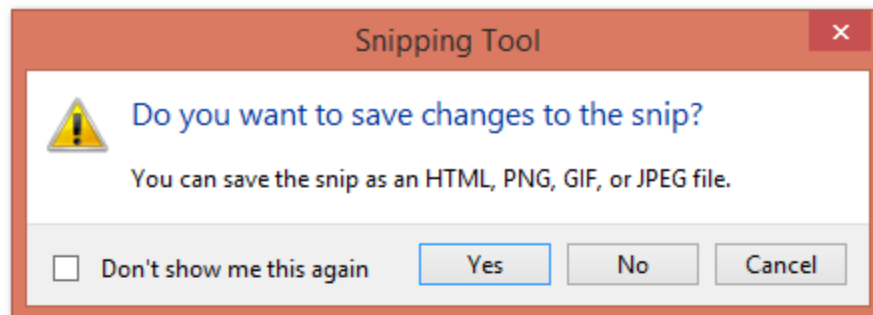 Snipping Tool
Do you want to save changes to the snip?
You can save the snip as an HTML, PNG, GIF, or JPEG file.
Don't show me this again Yes No Cancel